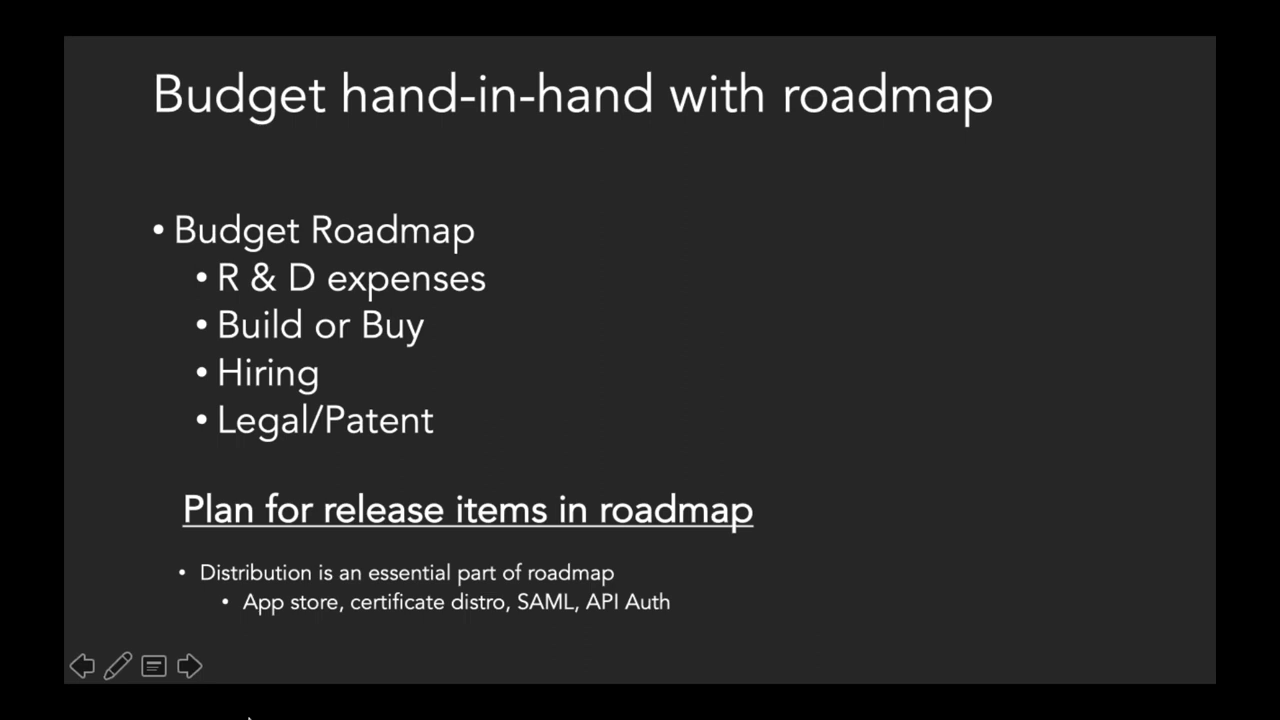 Budget hand-in-hand with roadmap
• Budget Roadmap
• R & D expenses
• Build or Buy
• Hiring
• Legal/Patent
Plan for release items in roadmap
• Distribution is an essential part of roadmap
• App store, certificate distro, SAML, API Auth